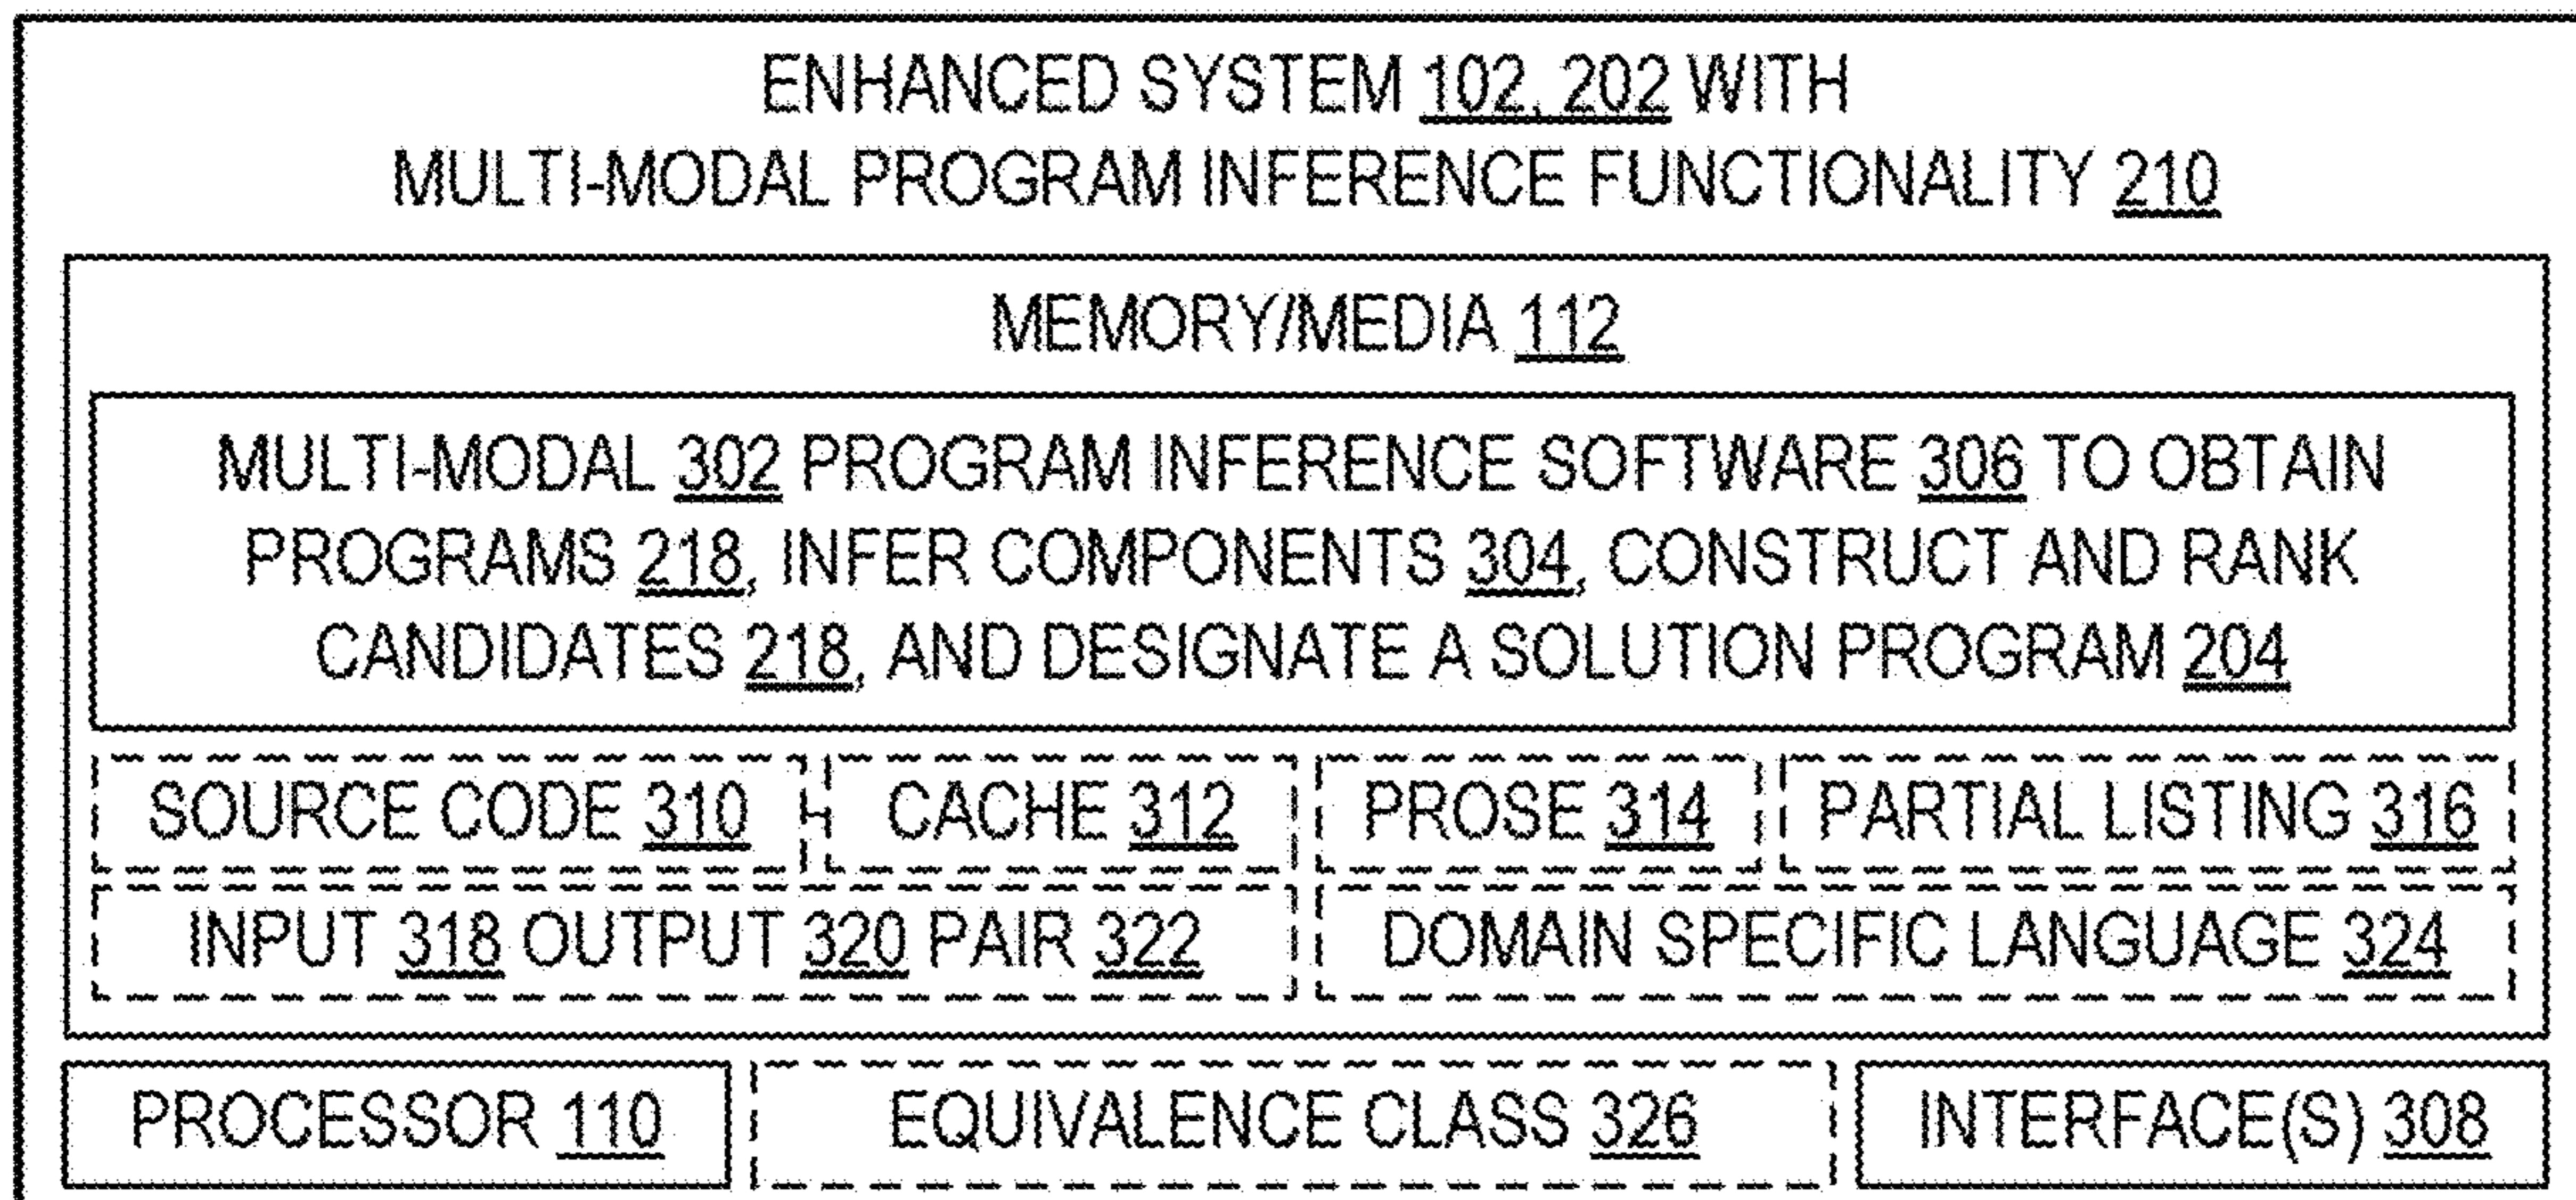 ENHANCED SYSTEM 102, 202 WITH
MULTI-MODAL PROGRAM INFERENCE FUNCTIONALITY 210
MEMORY/MEDIA 112
MULTI-MODAL 302 PROGRAM INFERENCE SOFTWARE 306 TO OBTAIN
PROGRAMS 218, INFER COMPONENTS 304, CONSTRUCT AND RANK
CANDIDATES 218, AND DESIGNATE A SOLUTION PROGRAM 204
SOURCE CODE 310 CACHE 312 PROSE 314 PARTIAL LISTING 316
INPUT 318 OUTPUT 320 PAIR 322 DOMAIN SPECIFIC LANGUAGE 324
PROCESSOR 110 EQUIVALENCE CLASS 326 INTERFACE(S) 308